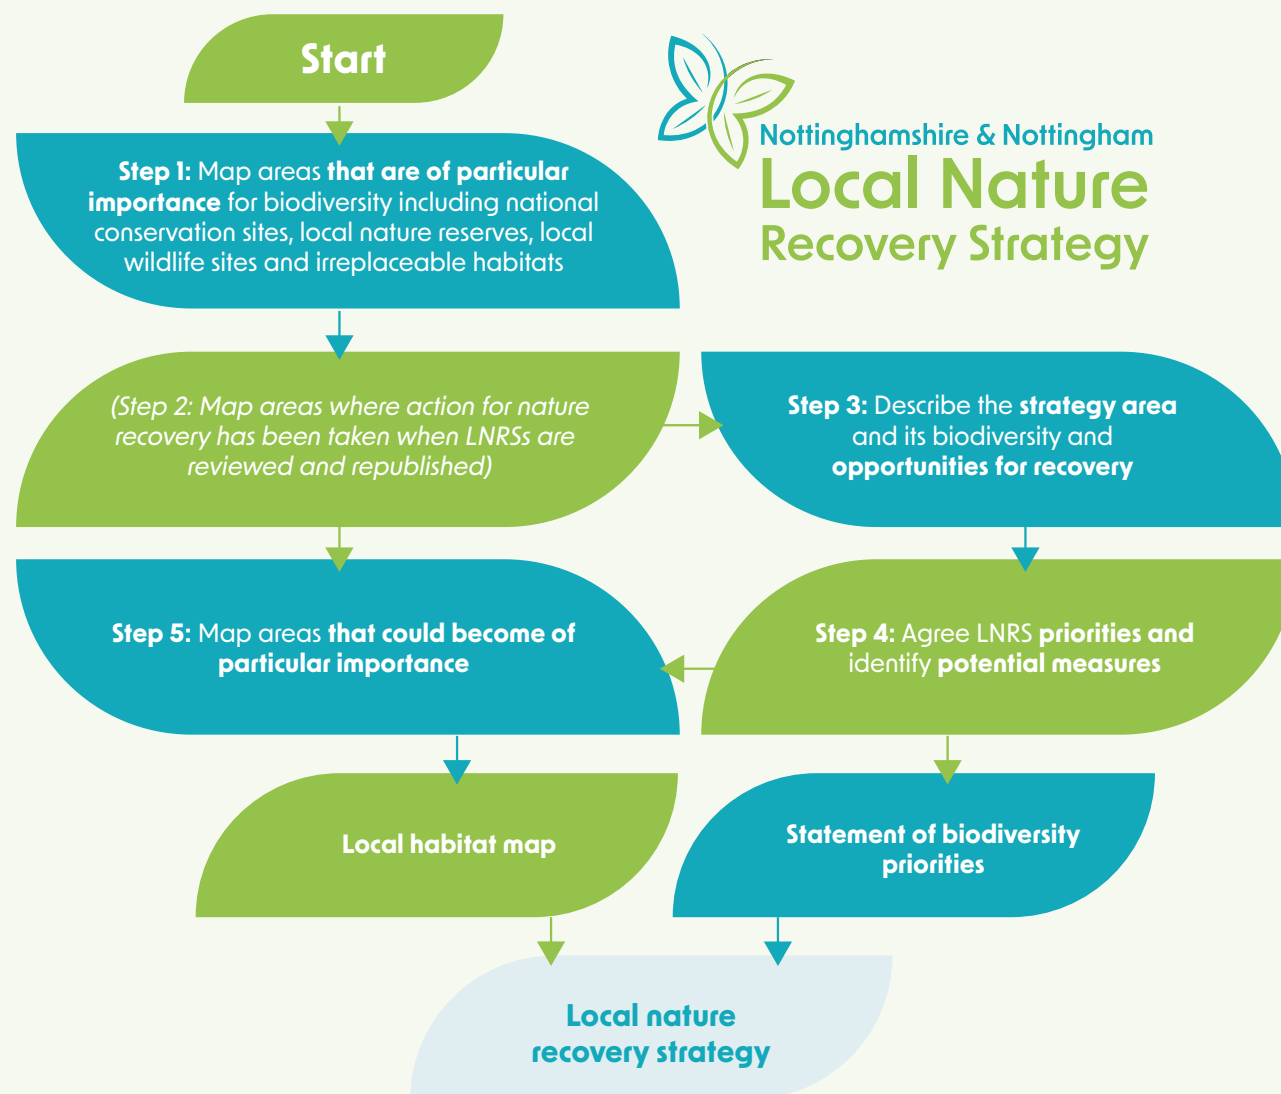 Start
Nottinghamshire & Nottingham
Local Nature
Recovery Strategy
Step 1: Map areas that are of particular
importance for biodiversity including national
conservation sites, local nature reserves, local
wildlife sites and irreplaceable habitats
(Step 2: Map areas where action for nature
recovery has been taken when LNRSs are
reviewed and republished)
Step 3: Describe the strategy area
and its biodiversity and
opportunities for recovery
Step 4: Agree LNRS priorities and
identify potential measures
Step 5: Map areas that could become of
particular importance
Local habitat map
Statement of biodiversity
priorities
Local nature
recovery strategy